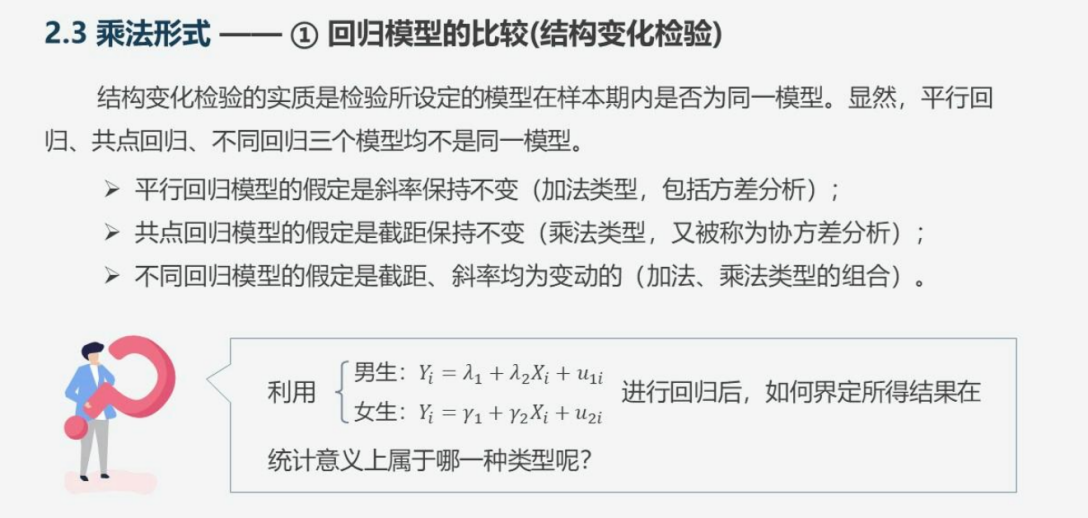 2.3 乘法形式 —— ① 回归模型的比较(结构变化检验)
结构变化检验的实质是检验所设定的模型在样本期内是否为同一模型。显然，平行回
归、共点回归、不同回归三个模型均不是同一模型。
➢ 平行回归模型的假定是斜率保持不变（加法类型，包括方差分析）；
➢ 共点回归模型的假定是截距保持不变（乘法类型，又被称为协方差分析）；
➢ 不同回归模型的假定是截距、斜率均为变动的（加法、乘法类型的组合）。
男生：Yᵢ = λ₁ + λ₂Xᵢ + u₁ᵢ
利用 { 进行回归后，如何界定所得结果在
女生：Yᵢ = γ₁ + γ₂Xᵢ + u₂ᵢ
统计意义上属于哪一种类型呢?